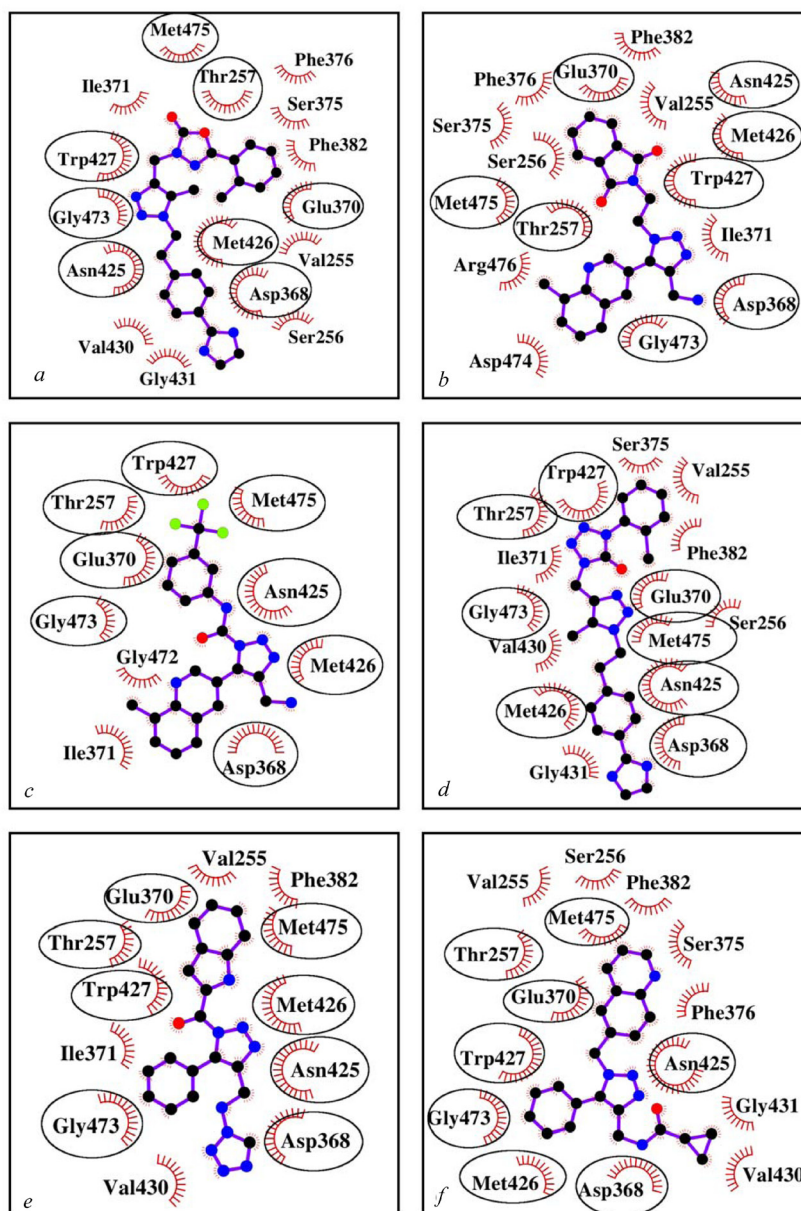 Met475
Thr257
Phe376
Ile371
Ser375
Trp427
Phe382
Gly473
Glu370
Met426
Val255
Asn425
Asp368
Val430
Ser256
Gly431
a
Phe382
Phe376
Glu370
Asn425
Ser375
Val255
Met426
Ser256
Trp427
Met475
Thr257
Ile371
Arg476
Asp368
Gly473
Asp474
b
Trp427
Thr257
Met475
Glu370
Asn425
Gly473
Gly472
Met426
Ile371
Asp368
c
Ser375
Trp427
Val255
Thr257
Ile371
Phe382
Glu370
Gly473
Ser256
Val430
Met475
Met426
Asn425
Asp368
Gly431
d
Val255
Glu370
Phe382
Thr257
Met475
Trp427
Met426
Ile371
Asn425
Gly473
Asp368
Val430
e
Ser256
Val255
Phe382
Met475
Thr257
Ser375
Glu370
Phe376
Trp427
Asn425
Gly473
Gly431
Met426
Asp368
Val430
f